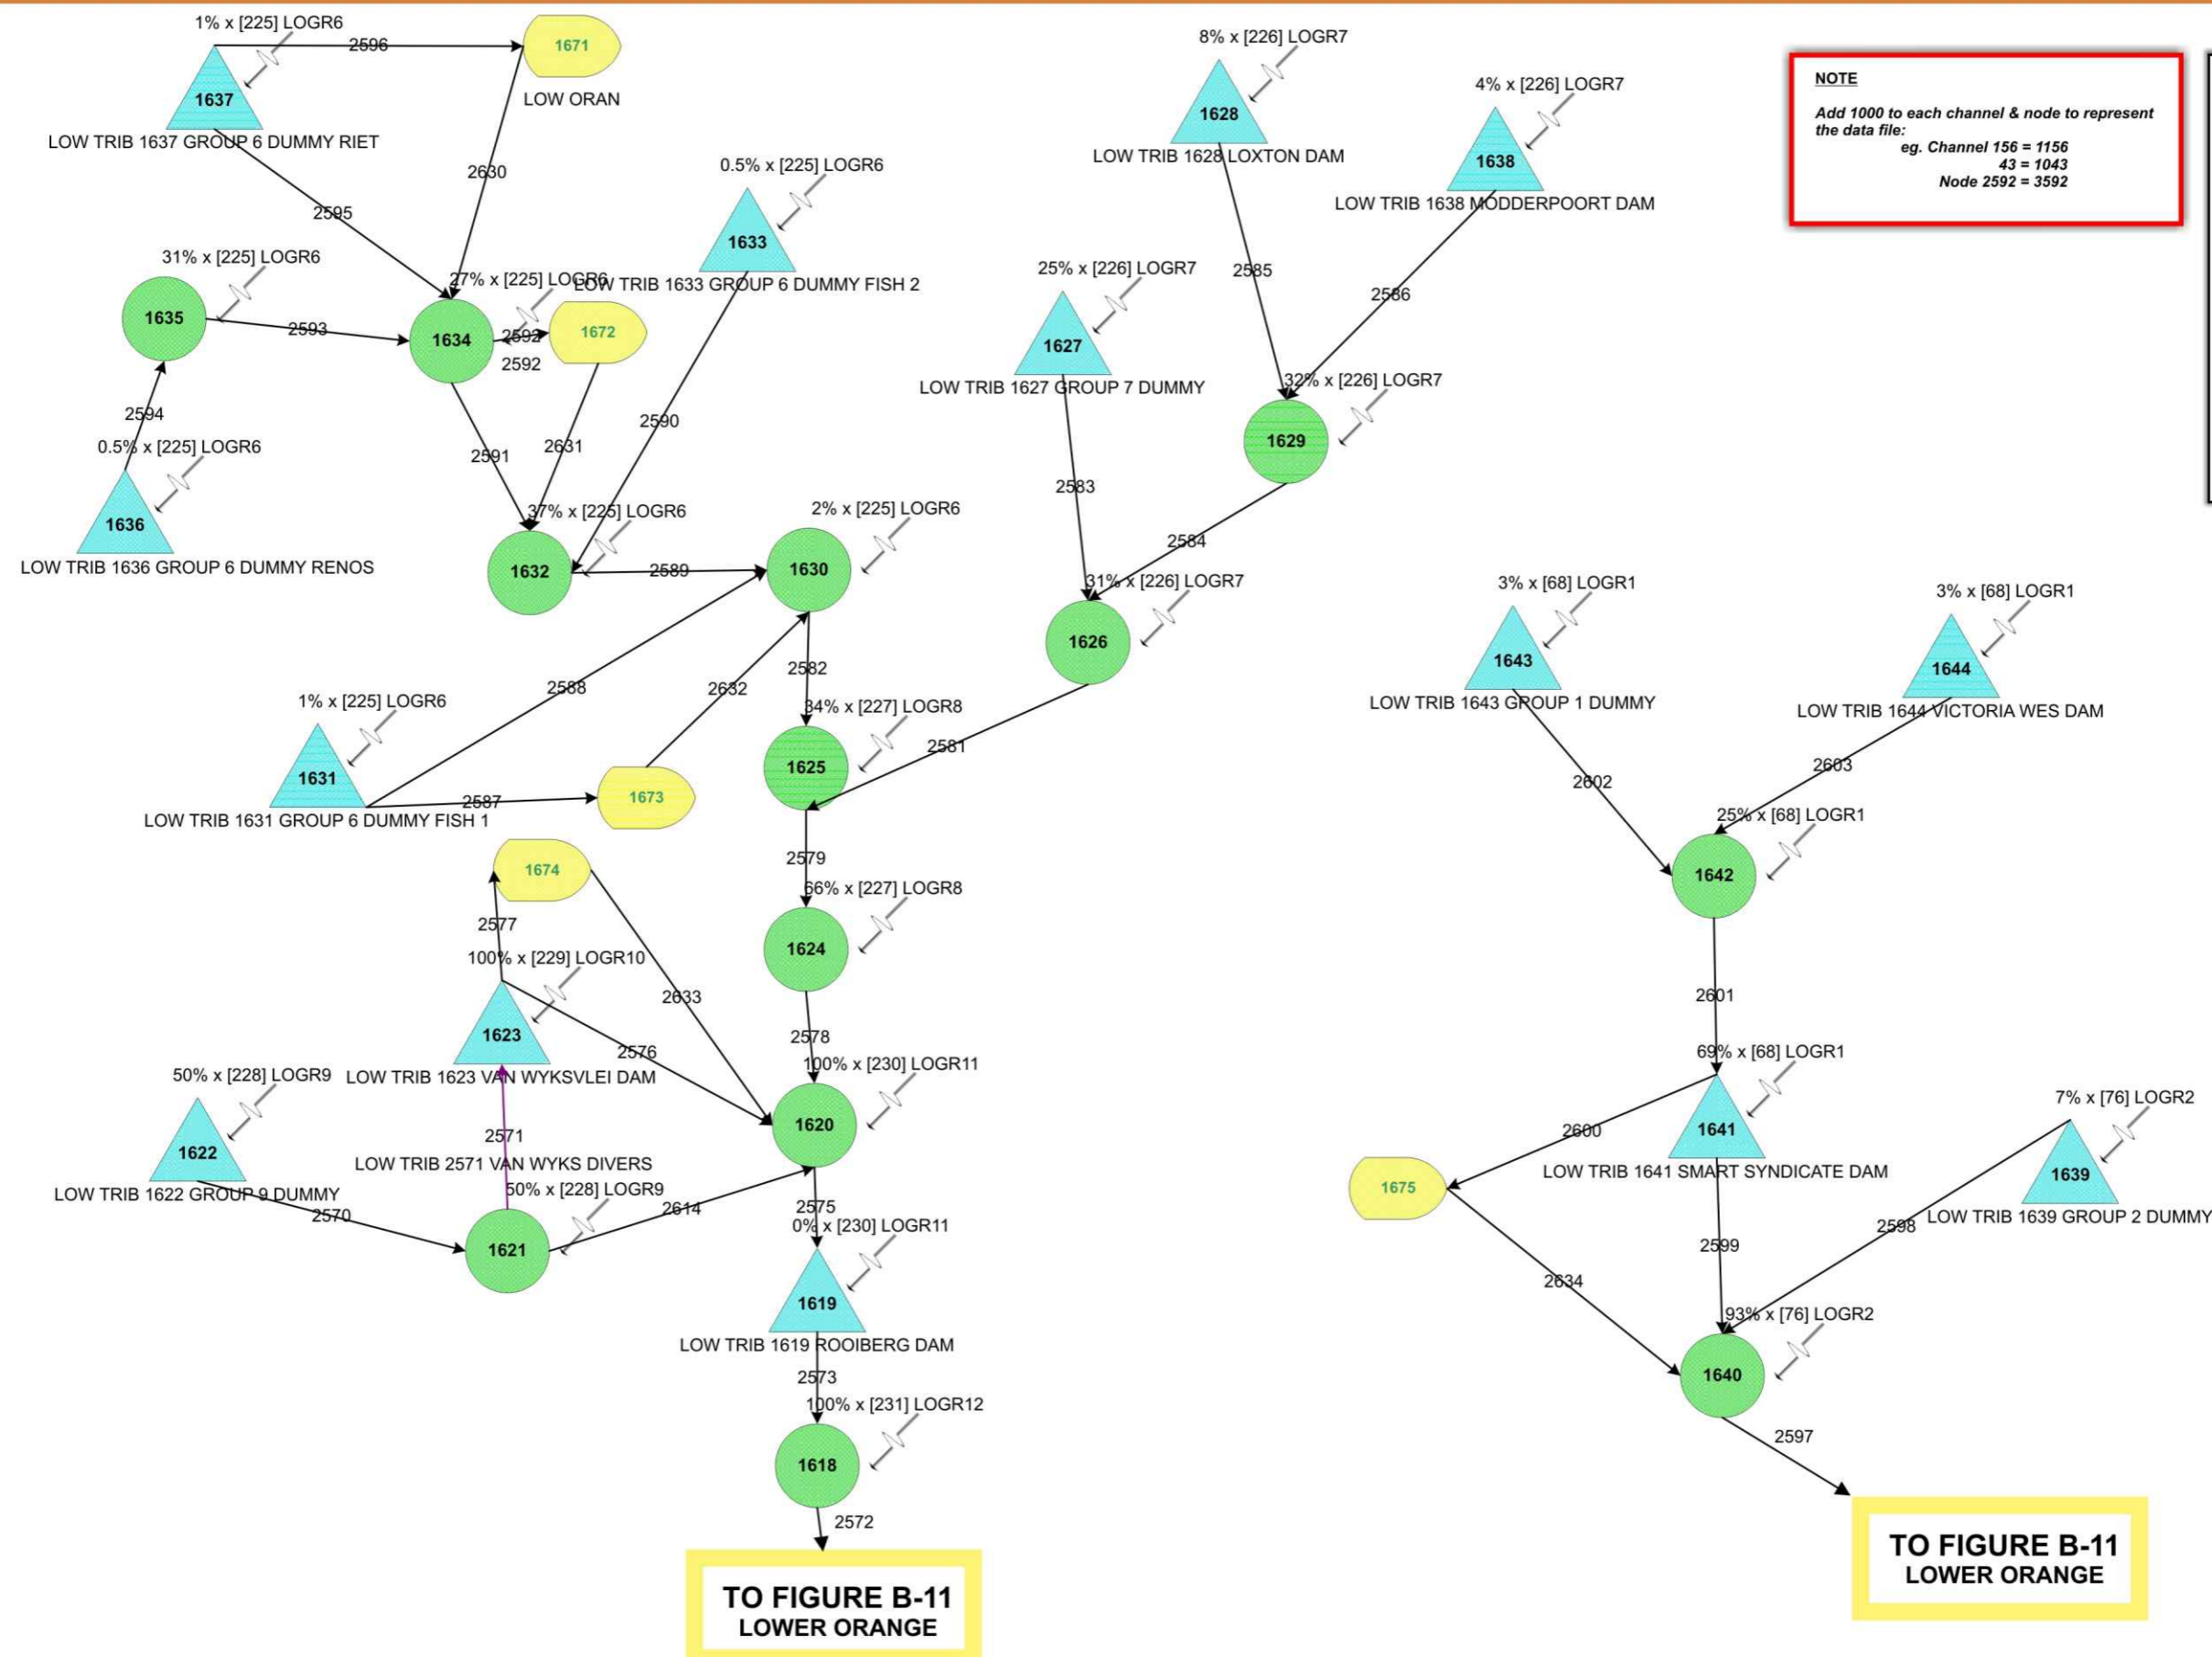 1% x [225] LOGR6
2596
1671
LOW ORAN
1637
LOW TRIB 1637 GROUP 6 DUMMY RIET
2630
2595
0.5% x [225] LOGR6
1633
LOW TRIB 1633 GROUP 6 DUMMY FISH 2
31% x [225] LOGR6
1635
2593
27% x [225] LOGR6
1634
2592
2592
1672
2594
0.5% x [225] LOGR6
1636
LOW TRIB 1636 GROUP 6 DUMMY RENOS
2591
2631
2590
37% x [225] LOGR6
1632
2589
2% x [225] LOGR6
1630
2588
2632
2582
1% x [225] LOGR6
1631
LOW TRIB 1631 GROUP 6 DUMMY FISH 1
2587
1673
34% x [227] LOGR8
1625
2581
2579
66% x [227] LOGR8
1624
2578
1674
2577
2633
100% x [229] LOGR10
1623
2576
LOW TRIB 1623 VAN WYKSVLEI DAM
50% x [228] LOGR9
1622
LOW TRIB 1622 GROUP 9 DUMMY
2570
2571
LOW TRIB 2571 VAN WYKS DIVERS
50% x [228] LOGR9
1621
2614
100% x [230] LOGR11
1620
2575
0% x [230] LOGR11
1619
LOW TRIB 1619 ROOIBERG DAM
2573
100% x [231] LOGR12
1618
2572
TO FIGURE B-11
LOWER ORANGE
8% x [226] LOGR7
1628
LOW TRIB 1628 LOXTON DAM
4% x [226] LOGR7
1638
LOW TRIB 1638 MODDERPOORT DAM
25% x [226] LOGR7
1627
LOW TRIB 1627 GROUP 7 DUMMY
2585
2586
32% x [226] LOGR7
1629
2583
2584
31% x [226] LOGR7
1626
NOTE
Add 1000 to each channel & node to represent
the data file:
eg. Channel 156 = 1156
43 = 1043
Node 2592 = 3592
3% x [68] LOGR1
1643
LOW TRIB 1643 GROUP 1 DUMMY
3% x [68] LOGR1
1644
LOW TRIB 1644 VICTORIA WES DAM
2602
2603
25% x [68] LOGR1
1642
2601
69% x [68] LOGR1
1641
LOW TRIB 1641 SMART SYNDICATE DAM
2600
1675
7% x [76] LOGR2
1639
LOW TRIB 1639 GROUP 2 DUMMY
2598
2599
2634
93% x [76] LOGR2
1640
2597
TO FIGURE B-11
LOWER ORANGE